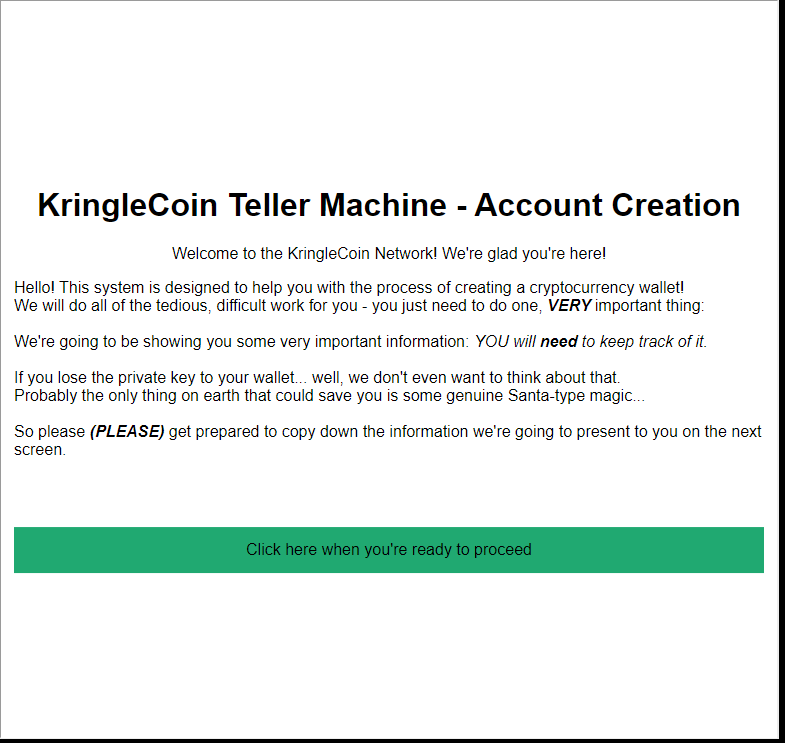 KringleCoin Teller Machine - Account Creation
Welcome to the KringleCoin Network! We're glad you're here!
Hello! This system is designed to help you with the process of creating a cryptocurrency wallet!
We will do all of the tedious, difficult work for you - you just need to do one, VERY important thing:
We're going to be showing you some very important information: YOU will need to keep track of it.
If you lose the private key to your wallet... well, we don't even want to think about that.
Probably the only thing on earth that could save you is some genuine Santa-type magic...
So please (PLEASE) get prepared to copy down the information we're going to present to you on the next
screen.
Click here when you're ready to proceed